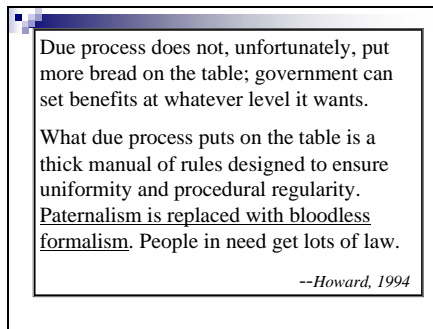 Due process does not, unfortunately, put
more bread on the table; government can
set benefits at whatever level it wants.
What due process puts on the table is a
thick manual of rules designed to ensure
uniformity and procedural regularity.
Paternalism is replaced with bloodless
formalism. People in need get lots of law.
--Howard, 1994